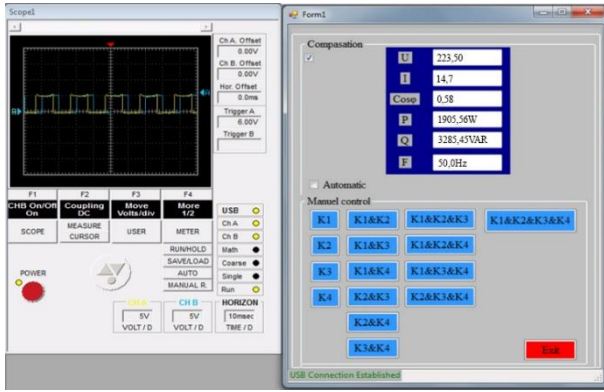 Scope1
Ch A. Offset
0.00V
Ch B. Offset
0.00V
Hor. Offset
0.0ms
Trigger A
6.00V
Trigger B
A
F1
F2
F3
F4
CHB On/Off
On
Coupling
DC
Move
Volts/div
More
1/2
SCOPE
MEASURE
CURSOR
USER
METER
RUN/HOLD
SAVE/LOAD
AUTO
MANUAL R.
USB
Ch A
Ch B
Math
Coarse
Single
Run
POWER
CH A
5V
VOLT / D
CH B
5V
VOLT / D
HORIZON
10msec
TIME / D
Form1
Compasation
U 223,50
I 14,7
Cosφ 0,58
P 1905,56W
Q 3285,45VAR
F 50,0Hz
Automatic
Manuel control
K1 K1&K2 K1&K2&K3 K1&K2&K3&K4
K2 K1&K3 K1&K2&K4
K3 K1&K4 K1&K3&K4
K4 K2&K3 K2&K3&K4
K2&K4
K3&K4
Exit
USB Connection Established